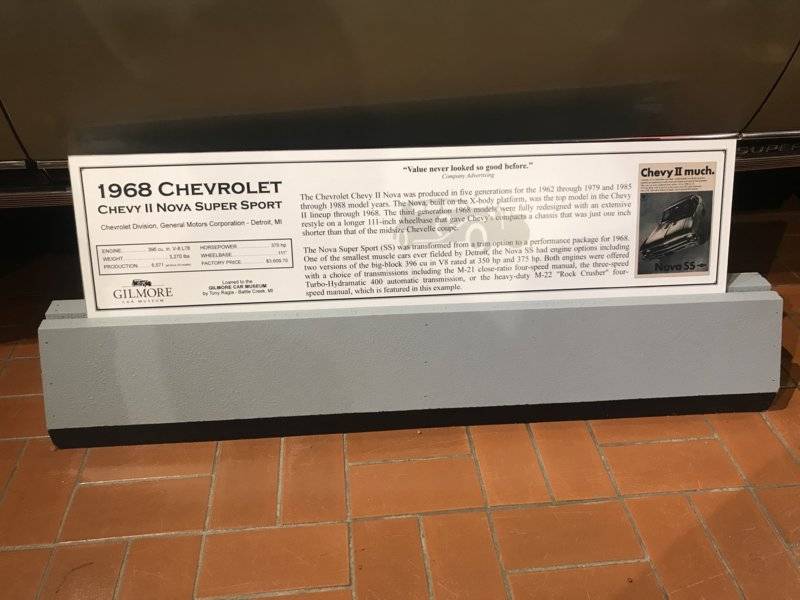 "Value never looked so good before."
Company Advertising
1968 CHEVROLET
CHEVY II NOVA SUPER SPORT
Chevrolet Division, General Motors Corporation - Detroit, MI
ENGINE 396 cu. in. V-8 L78
WEIGHT 3,270 lbs
PRODUCTION
HORSEPOWER 375 hp
WHEELBASE 111"
FACTORY PRICE
GILMORE
CAR MUSEUM
Loaned to the
GILMORE CAR MUSEUM
by Tony Ragla - Battle Creek, MI
The Chevrolet Chevy II Nova was produced in five generations for the 1962 through 1979 and 1985
through 1988 model years. The Nova, built on the X-body platform, was the top model in the Chevy
II lineup through 1968. The third generation 1968 models were fully redesigned with an extensive
restyle on a longer 111-inch wheelbase that gave Chevy's compacts a chassis that was just one inch
shorter than that of the midsize Chevelle coupe.
The Nova Super Sport (SS) was transformed from a trim option to a performance package for 1968.
One of the smallest muscle cars ever fielded by Detroit, the Nova SS had engine options including
two versions of the big-block 396 cu in V8 rated at 350 hp and 375 hp. Both engines were offered
with a choice of transmissions including the M-21 close-ratio four-speed manual, the three-speed
Turbo-Hydramatic 400 automatic transmission, or the heavy-duty M-22 "Rock Crusher" four-
speed manual, which is featured in this example.
Chevy II much.
Nova SS
SUPER